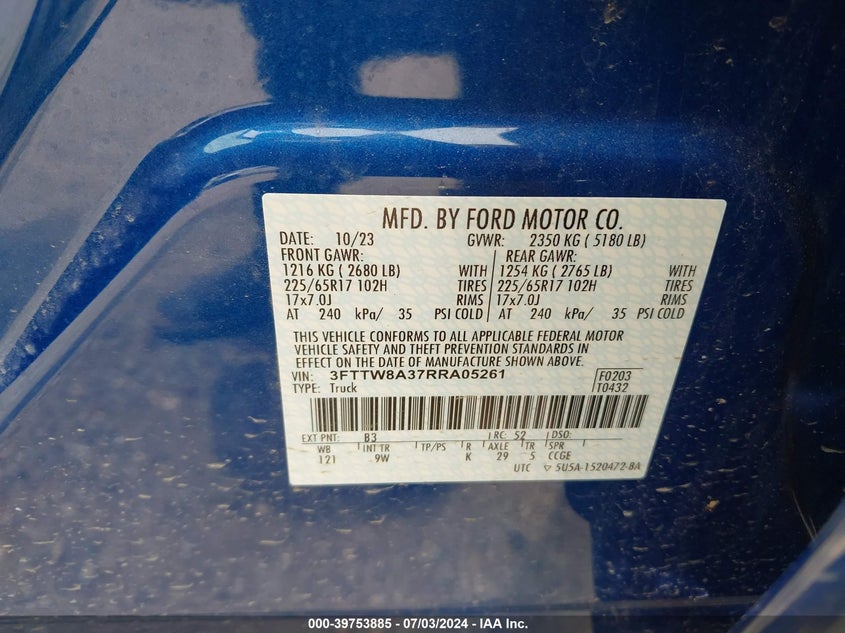 MFD. BY FORD MOTOR CO.
DATE: 10/23 GVWR: 2350 KG ( 5180 LB)
FRONT GAWR: REAR GAWR:
1216 KG ( 2680 LB) WITH 1254 KG ( 2765 LB) WITH
225/65R17 102H TIRES 225/65R17 102H TIRES
17x7.0J RIMS 17x7.0J RIMS
AT 240 kPa/ 35 PSI COLD AT 240 kPa/ 35 PSI COLD
THIS VEHICLE CONFORMS TO ALL APPLICABLE FEDERAL MOTOR
VEHICLE SAFETY AND THEFT PREVENTION STANDARDS IN
EFFECT ON THE DATE OF MANUFACTURE SHOWN ABOVE.
VIN: 3FTTW8A37RRA05261 F0203
TYPE: Truck T0432
EXT PNT: B3 RC: 52 DSO:
WB INT TR TP/PS R AXLE TR SPR
121 9W K 29 5 CCGE
UTC ▽ 5U5A-1520472-BA
000-39753885 - 07/03/2024 - IAA Inc.